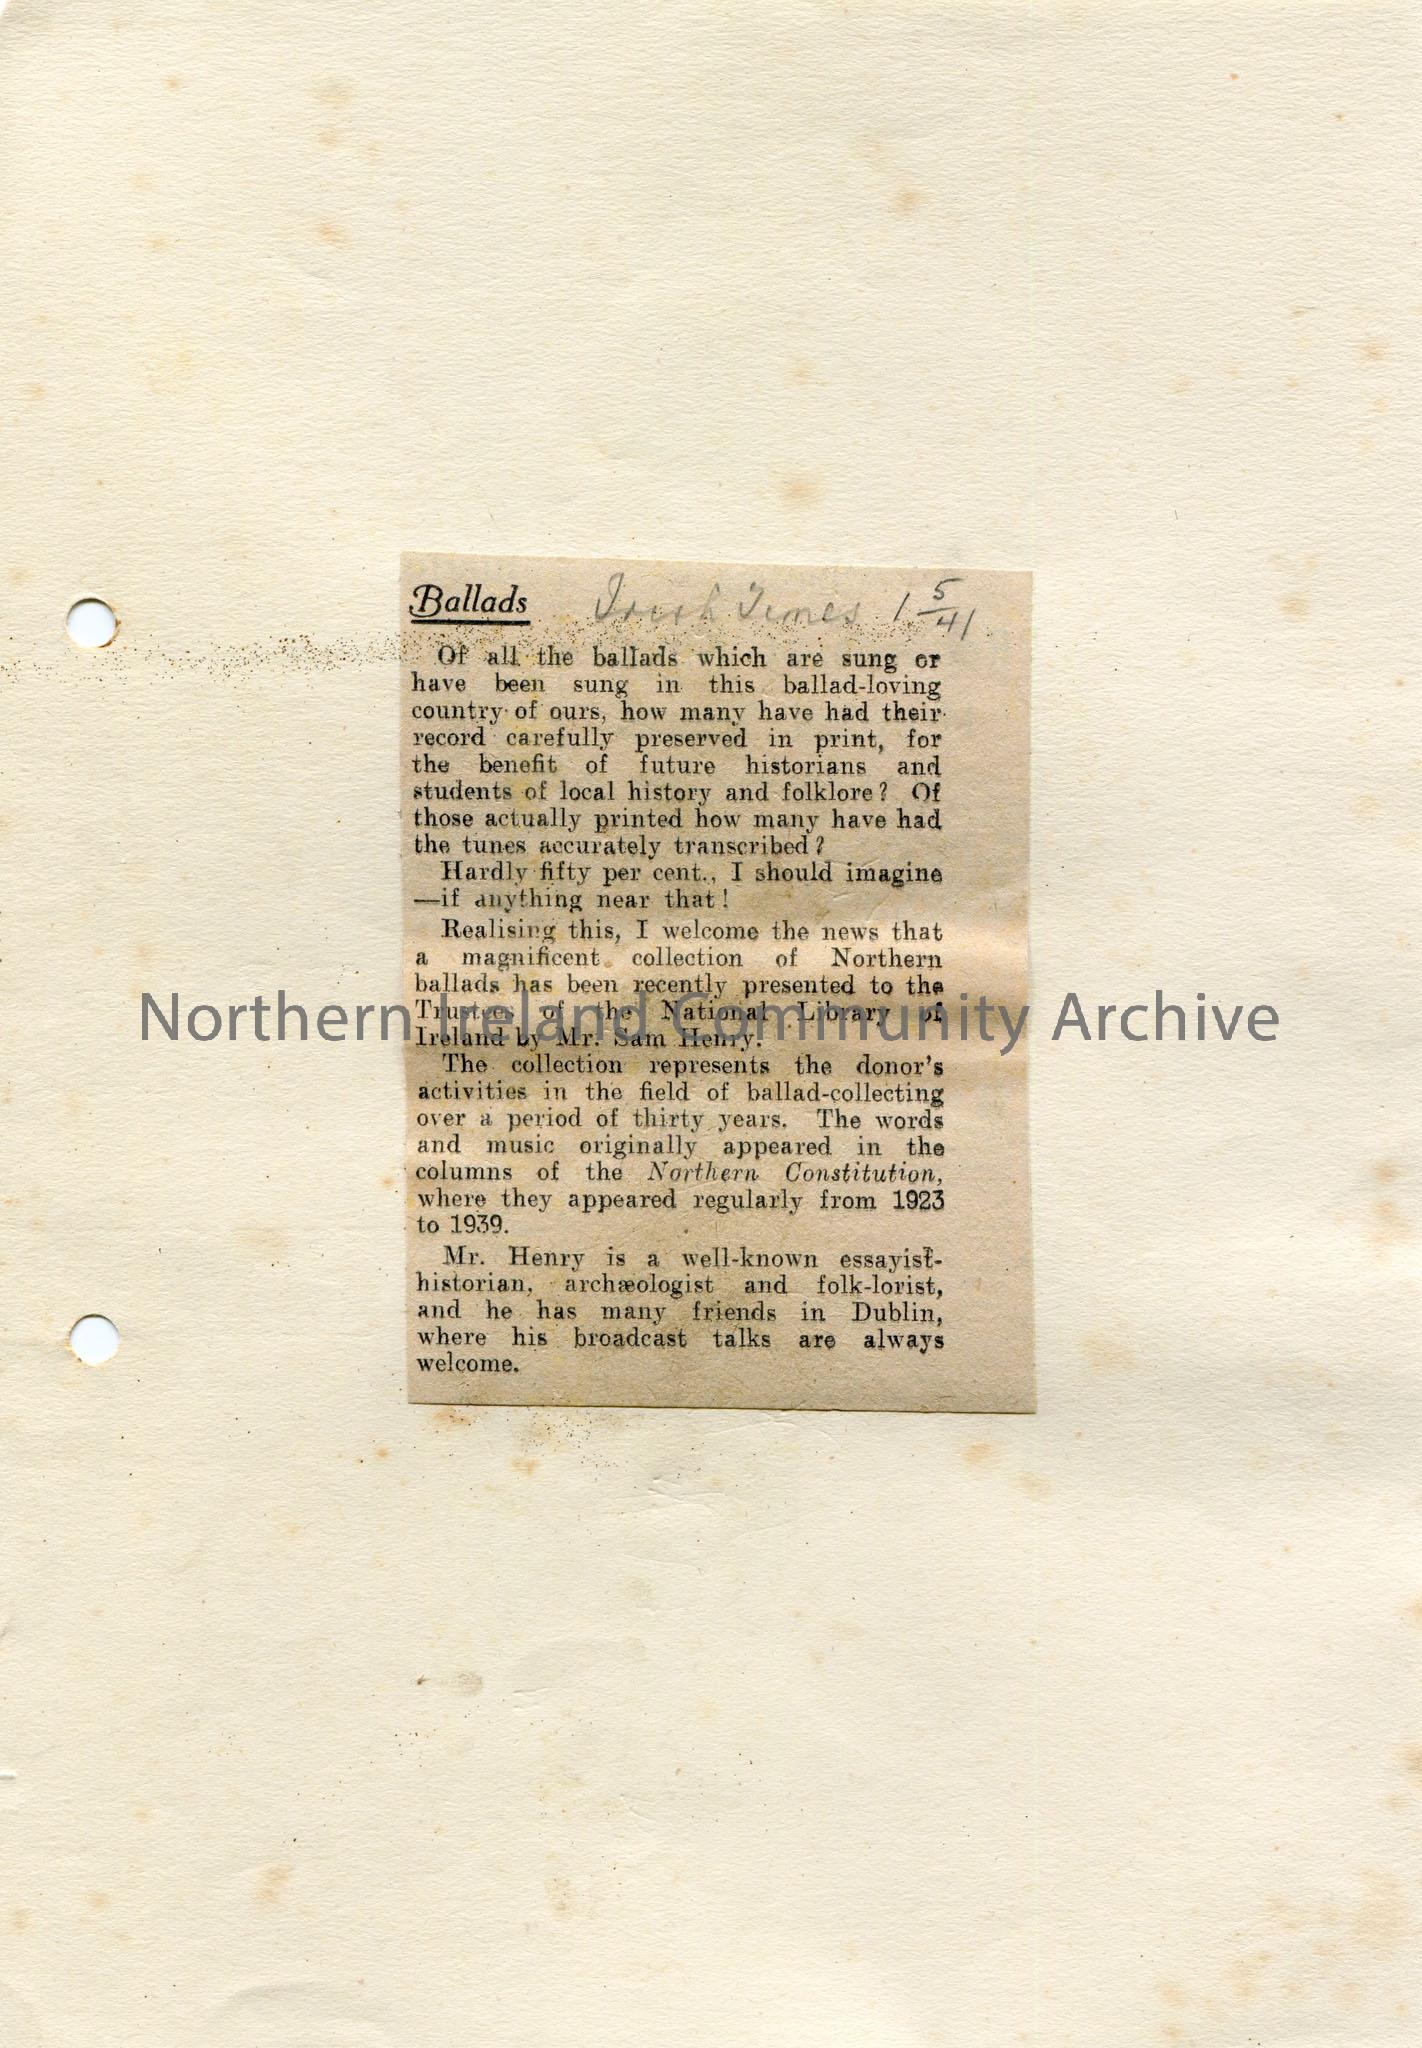 Ballads Irish Times 1 5/41
Of all the ballads which are sung or
have been sung in this ballad-loving
country of ours, how many have had their
record carefully preserved in print, for
the benefit of future historians and
students of local history and folklore? Of
those actually printed how many have had
the tunes accurately transcribed?
Hardly fifty per cent., I should imagine
—if anything near that!
Realising this, I welcome the news that
a magnificent collection of Northern
ballads has been recently presented to the
Trustees of the National Library of
Ireland by Mr. Sam Henry.
The collection represents the donor's
activities in the field of ballad-collecting
over a period of thirty years. The words
and music originally appeared in the
columns of the Northern Constitution,
where they appeared regularly from 1923
to 1939.
Mr. Henry is a well-known essayist-
historian, archæologist and folk-lorist,
and he has many friends in Dublin,
where his broadcast talks are always
welcome.
Northern Ireland Community Archive